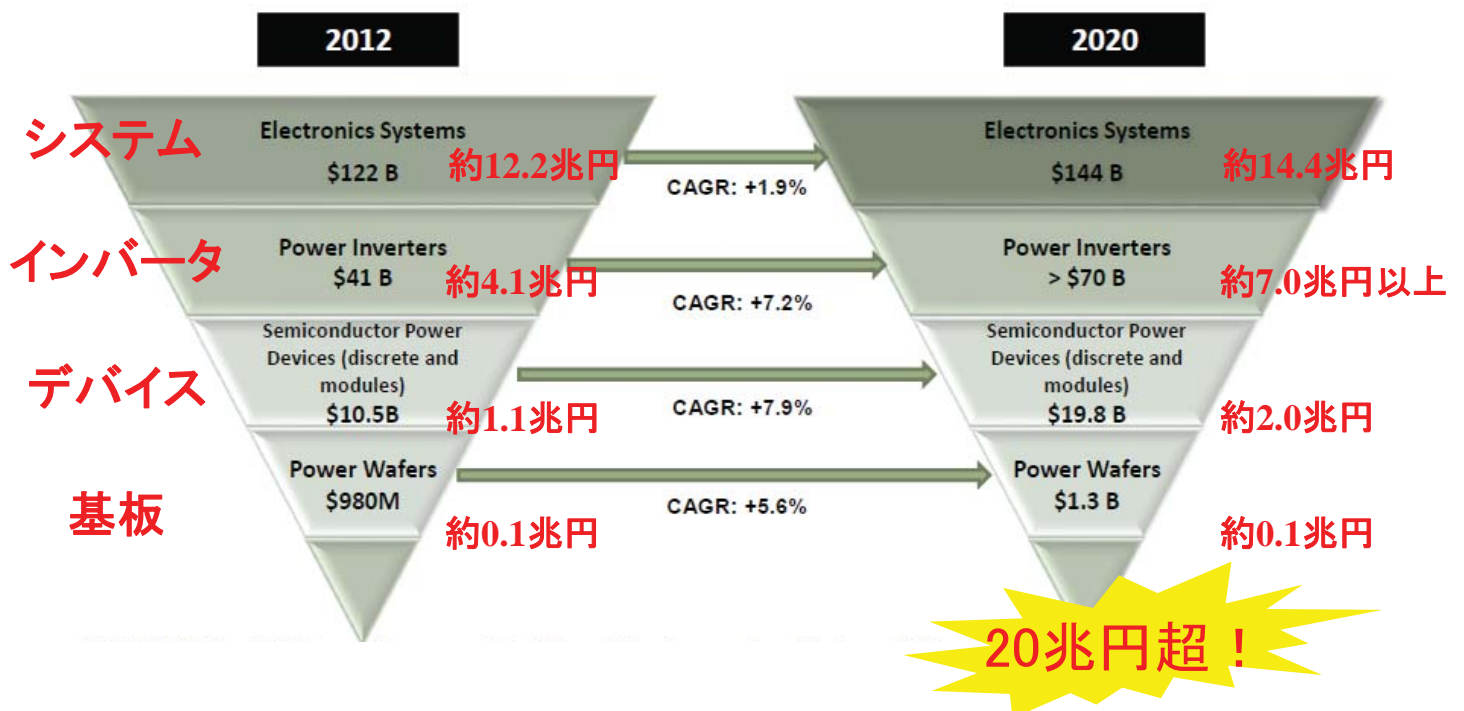 2012
2020
システム
Electronics Systems
$122 B
約12.2兆円
CAGR: +1.9%
Electronics Systems
$144 B
約14.4兆円
インバータ
Power Inverters
$41 B
約4.1兆円
CAGR: +7.2%
Power Inverters
> $70 B
約7.0兆円以上
デバイス
Semiconductor Power
Devices (discrete and
modules)
$10.5B
約1.1兆円
CAGR: +7.9%
Semiconductor Power
Devices (discrete and
modules)
$19.8 B
約2.0兆円
基板
Power Wafers
$980M
約0.1兆円
CAGR: +5.6%
Power Wafers
$1.3 B
約0.1兆円
20兆円超！